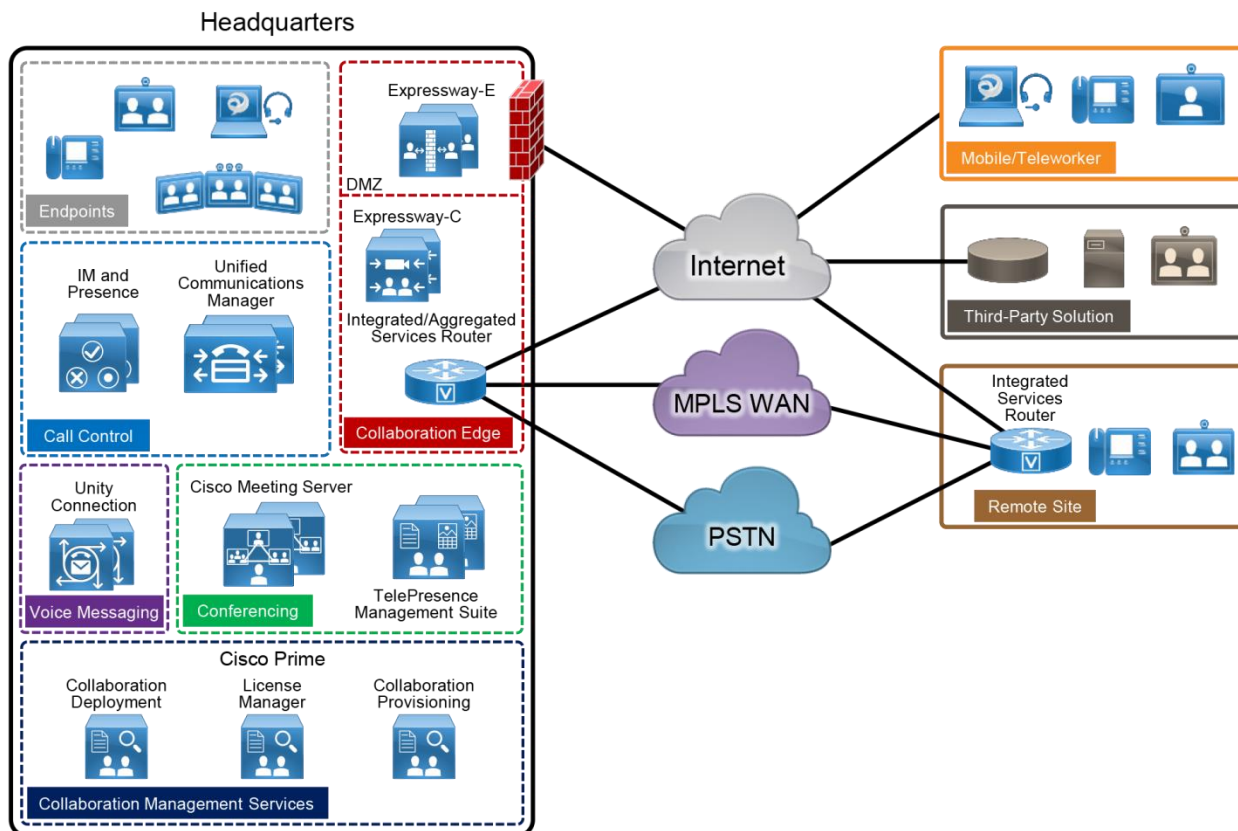 Headquarters
Endpoints
Expressway-E
DMZ
Expressway-C
Integrated/Aggregated
Services Router
V
Collaboration Edge
IM and
Presence
Unified
Communications
Manager
Call Control
Unity
Connection
Voice Messaging
Cisco Meeting Server
TelePresence
Management Suite
Conferencing
Cisco Prime
Collaboration
Deployment
License
Manager
Collaboration
Provisioning
Collaboration Management Services
Internet
MPLS WAN
PSTN
Mobile/Teleworker
Third-Party Solution
Integrated
Services
Router
V
Remote Site